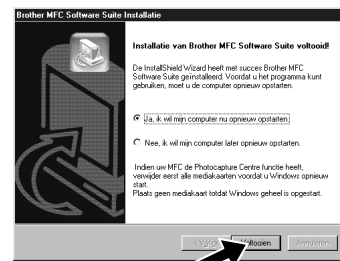 Brother MFC Software Suite Installatie
Installatie van Brother MFC Software Suite voltooid!
De InstallShield Wizard heeft met succes Brother MFC
Software Suite geïnstalleerd. Voordat u het programma kunt
gebruiken, moet u de computer opnieuw opstarten.
Ja, ik wil mijn computer nu opnieuw opstarten.
Nee, ik wil mijn computer later opnieuw opstarten.
Indien uw MFC de Photocapture Centre functie heeft,
verwijder eerst alle mediakaarten voordat u Windows opnieuw
start.
Plaats geen mediakaart totdat Windows geheel is opgestart.
Voltooien Annuleren